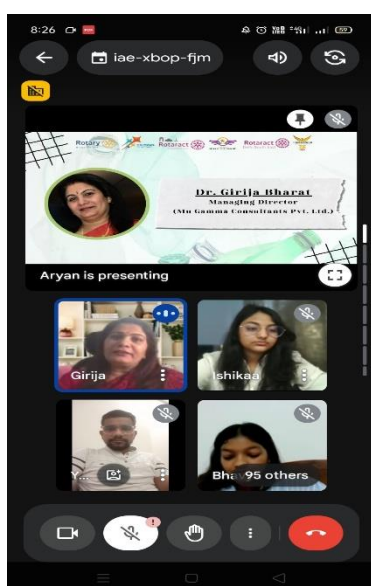 8:26
59
iae-xbop-fjm
Rotary
Rotaract
Rotaract
Dr. Girija Bharat
Managing Director
(Mu Gamma Consultants Pvt. Ltd.)
Aryan is presenting
Girija
Ishikaa
Y...
Bha
95 others